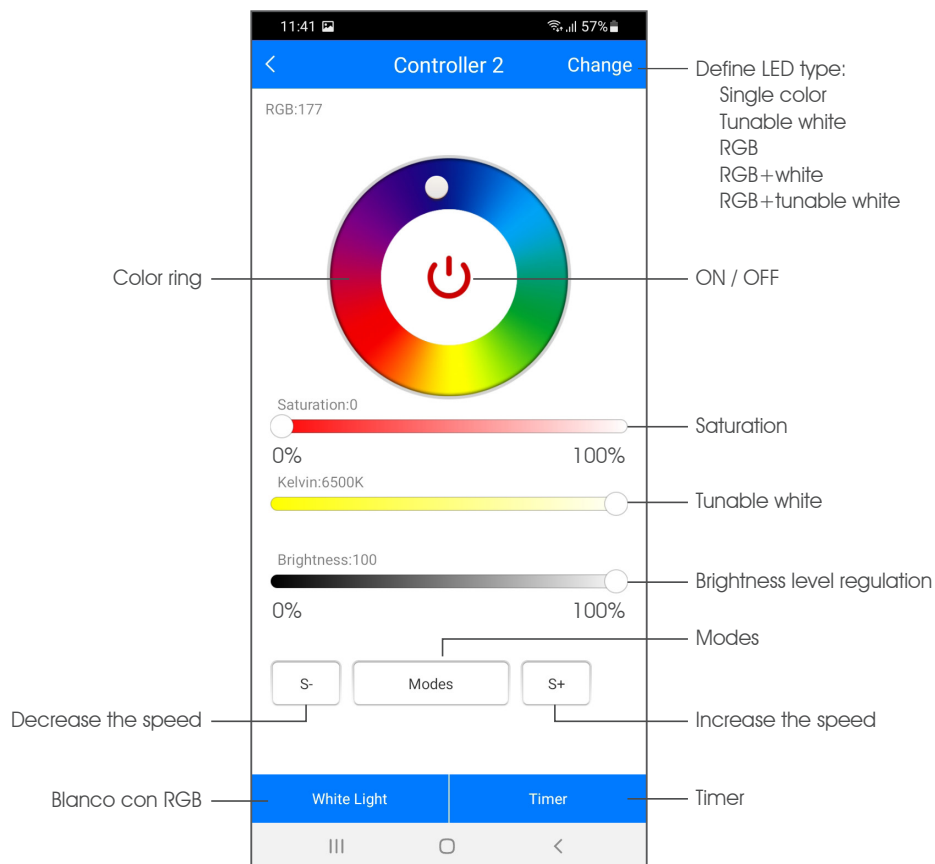 11:41 57%
Controller 2 Change
Define LED type:
Single color
Tunable white
RGB
RGB+white
RGB+tunable white
RGB:177
Color ring
ON / OFF
Saturation:0
Saturation
0% 100%
Kelvin:6500K
Tunable white
Brightness:100
Brightness level regulation
0% 100%
Modes
S- Modes S+
Decrease the speed
Increase the speed
Blanco con RGB
White Light Timer
Timer